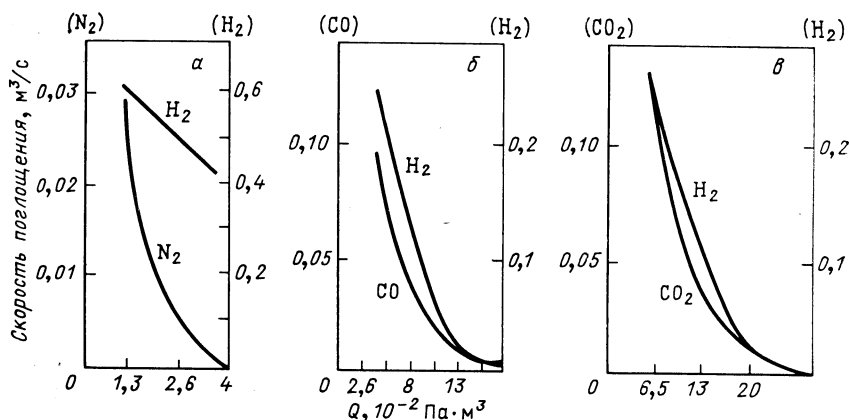 (N₂) (H₂) (CO) (H₂) (CO₂) (H₂)
а б в
Скорость поглощения, м³/с
0,03 0,6 0,10 0,2 0,10 0,2
H₂ H₂ H₂
0,02 0,4
N₂ CO CO₂
0,01 0,2 0,05 0,1 0,05 0,1
0 1,3 2,6 4 0 2,6 8 13 0 6,5 13 20
Q, 10⁻² Па·м³